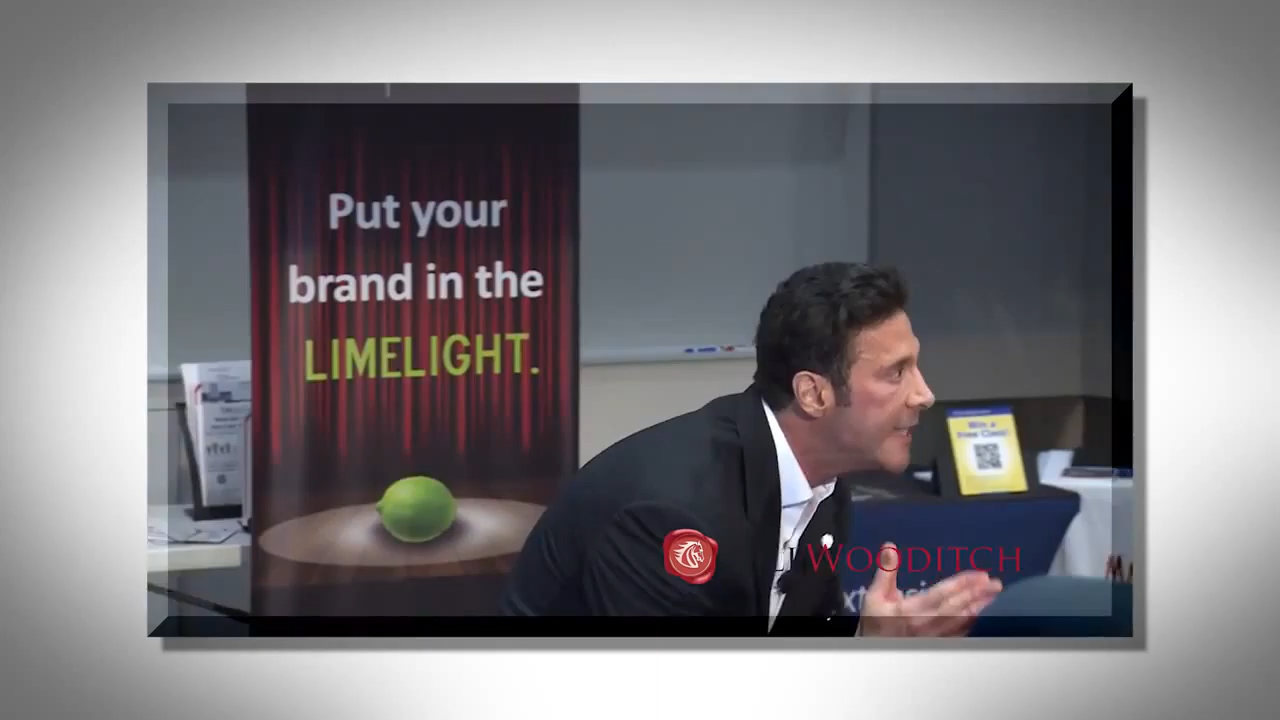 Put your
brand in the
LIMELIGHT.
Win a
Free Class!
WOODITCH